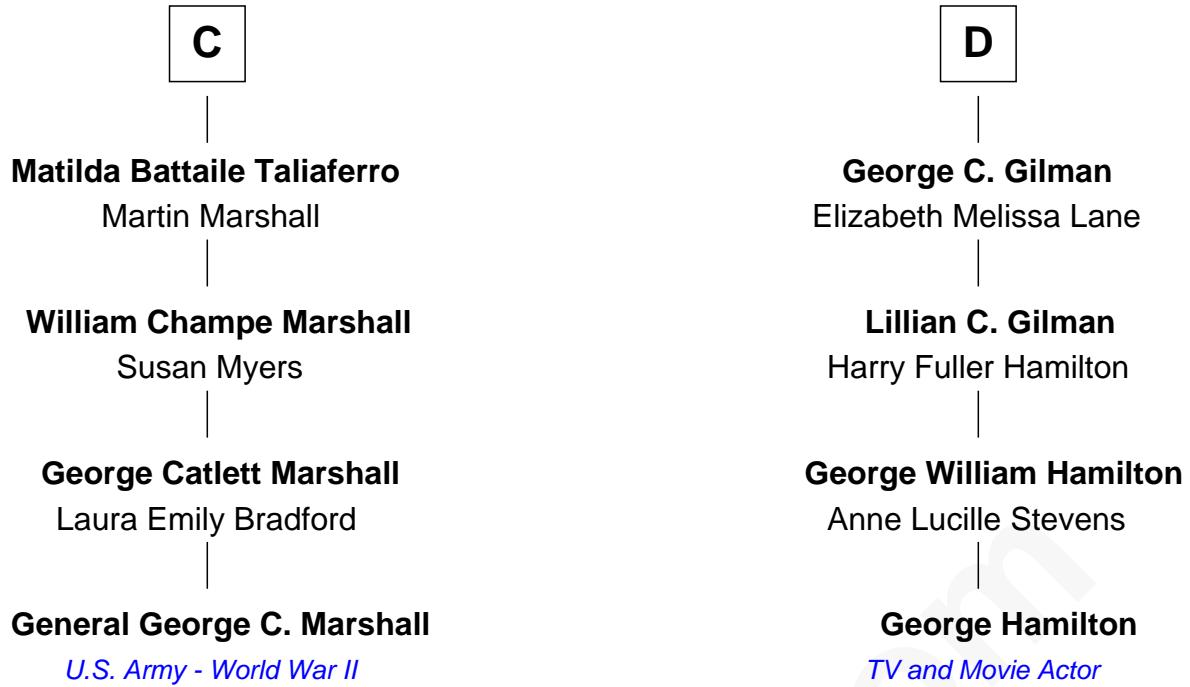 C
Matilda Battaile Taliaferro
Martin Marshall
William Champe Marshall
Susan Myers
George Catlett Marshall
Laura Emily Bradford
General George C. Marshall
U.S. Army - World War II
D
George C. Gilman
Elizabeth Melissa Lane
Lillian C. Gilman
Harry Fuller Hamilton
George William Hamilton
Anne Lucille Stevens
George Hamilton
TV and Movie Actor